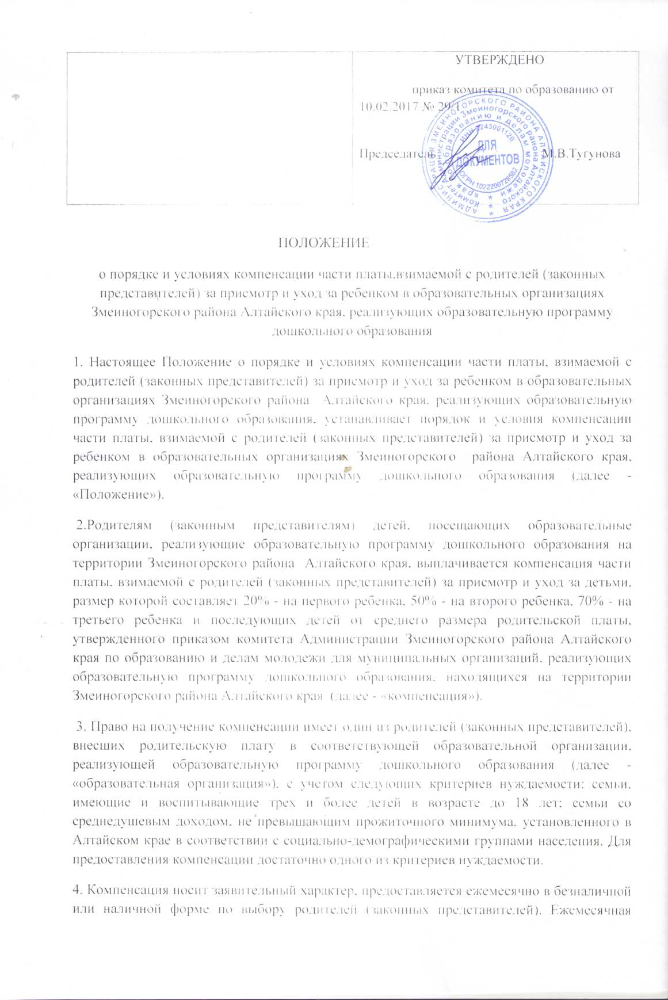 УТВЕРЖДЕНО
приказ комитета по образованию от
10.02.2017 № 29/1
Председатель М.В.Тугунова
АДМИНИСТРАЦИЯ ЗМЕИНОГОРСКОГО РАЙОНА АЛТАЙСКОГО КРАЯ
Комитет Администрации Змеиногорского района Алтайского
края по образованию и делам молодежи
ИНН 2243001120
ДЛЯ
ДОКУМЕНТОВ
ОГРН 1022200728582
ПОЛОЖЕНИЕ
о порядке и условиях компенсации части платы,взимаемой с родителей (законных
представителей) за присмотр и уход за ребенком в образовательных организациях
Змеиногорского района Алтайского края, реализующих образовательную программу
дошкольного образования
1. Настоящее Положение о порядке и условиях компенсации части платы, взимаемой с
родителей (законных представителей) за присмотр и уход за ребенком в образовательных
организациях Змеиногорского района Алтайского края, реализующих образовательную
программу дошкольного образования, устанавливает порядок и условия компенсации
части платы, взимаемой с родителей (законных представителей) за присмотр и уход за
ребенком в образовательных организациях Змеиногорского района Алтайского края,
реализующих образовательную программу дошкольного образования (далее -
«Положение»).
2.Родителям (законным представителям) детей, посещающих образовательные
организации, реализующие образовательную программу дошкольного образования на
территории Змеиногорского района Алтайского края, выплачивается компенсация части
платы, взимаемой с родителей (законных представителей) за присмотр и уход за детьми,
размер которой составляет 20% - на первого ребенка, 50% - на второго ребенка, 70% - на
третьего ребенка и последующих детей от среднего размера родительской платы,
утвержденного приказом комитета Администрации Змеиногорского района Алтайского
края по образованию и делам молодежи для муниципальных организаций, реализующих
образовательную программу дошкольного образования, находящихся на территории
Змеиногорского района Алтайского края (далее - «компенсация»).
3. Право на получение компенсации имеет один из родителей (законных представителей),
внесших родительскую плату в соответствующей образовательной организации,
реализующей образовательную программу дошкольного образования (далее -
«образовательная организация»), с учетом следующих критериев нуждаемости: семьи,
имеющие и воспитывающие трех и более детей в возрасте до 18 лет; семьи со
среднедушевым доходом, не превышающим прожиточного минимума, установленного в
Алтайском крае в соответствии с социально-демографическими группами населения. Для
предоставления компенсации достаточно одного из критериев нуждаемости.
4. Компенсация носит заявительный характер, предоставляется ежемесячно в безналичной
или наличной форме по выбору родителей (законных представителей). Ежемесячная